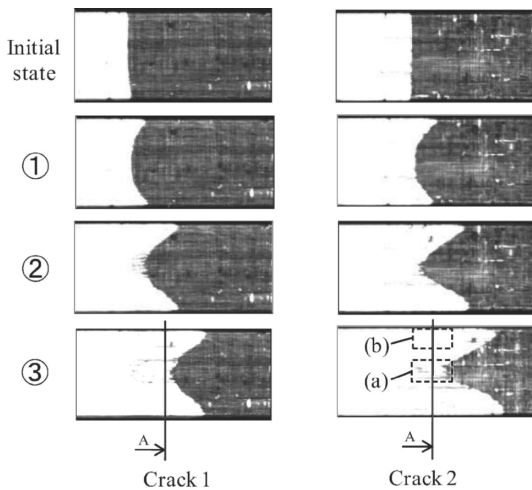 Initial
state
①
②
③
(b)
(a)
A
A
Crack 1
Crack 2